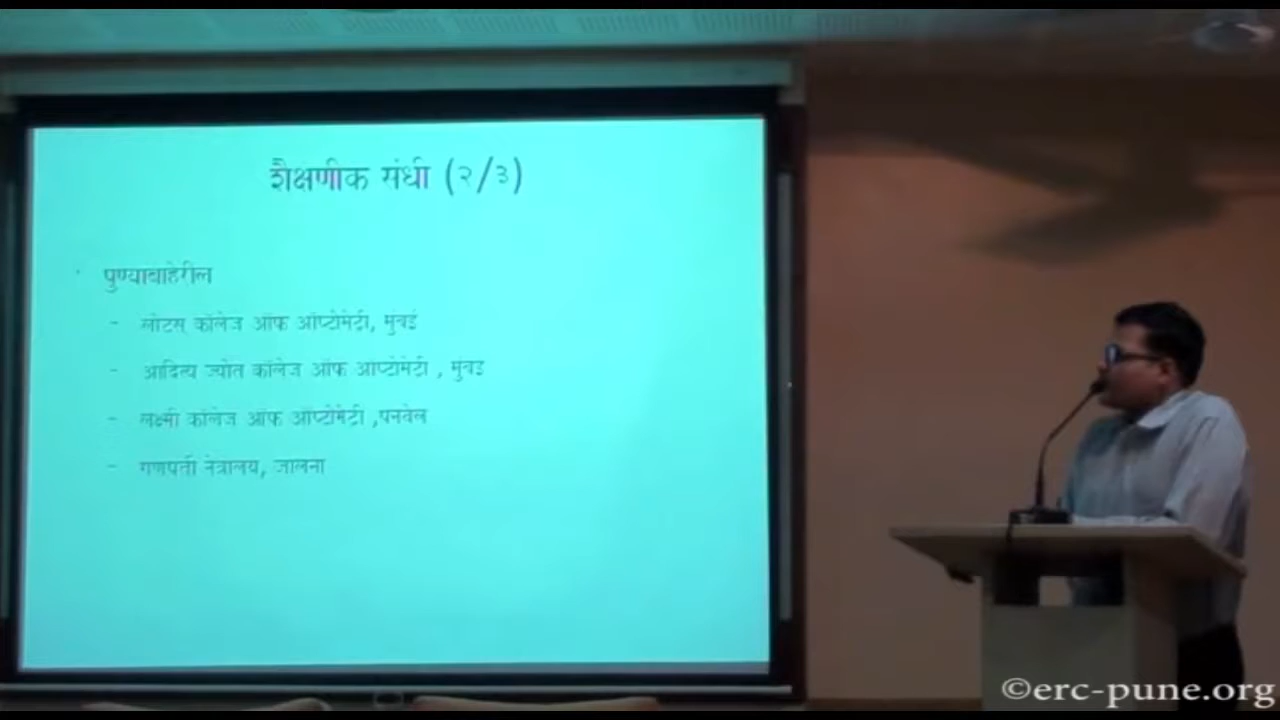 शैक्षणीक संधी (२/३)
पुण्याबाहेरील
- लोटस् कॉलेज ऑफ ऑप्टोमेट्री, मुंबई
- आदित्य ज्योत कॉलेज ऑफ ऑप्टोमेट्री , मुंबई
- लक्ष्मी कॉलेज ऑफ ऑप्टोमेट्री ,पनवेल
- गणपती नेत्रालय, जालना
©erc-pune.org